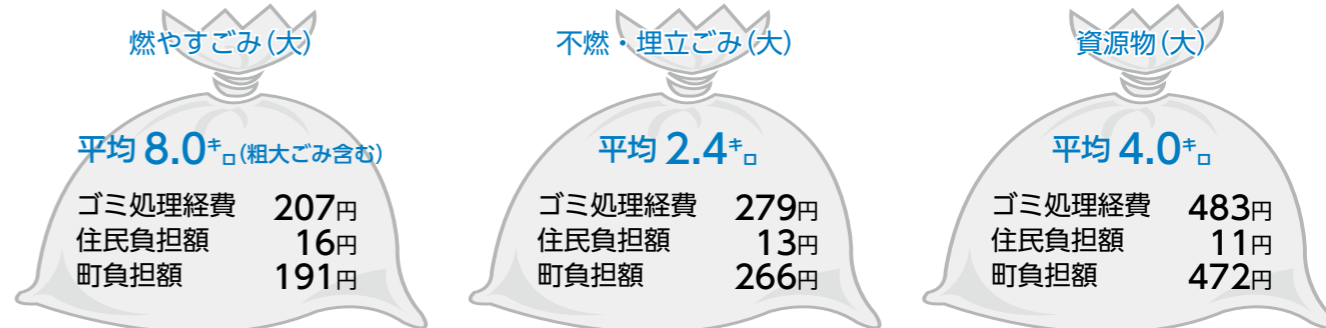 燃やすごみ(大)
平均 8.0キロ(粗大ごみ含む)
ゴミ処理経費 207円
住民負担額 16円
町負担額 191円
不燃・埋立ごみ(大)
平均 2.4キロ
ゴミ処理経費 279円
住民負担額 13円
町負担額 266円
資源物(大)
平均 4.0キロ
ゴミ処理経費 483円
住民負担額 11円
町負担額 472円